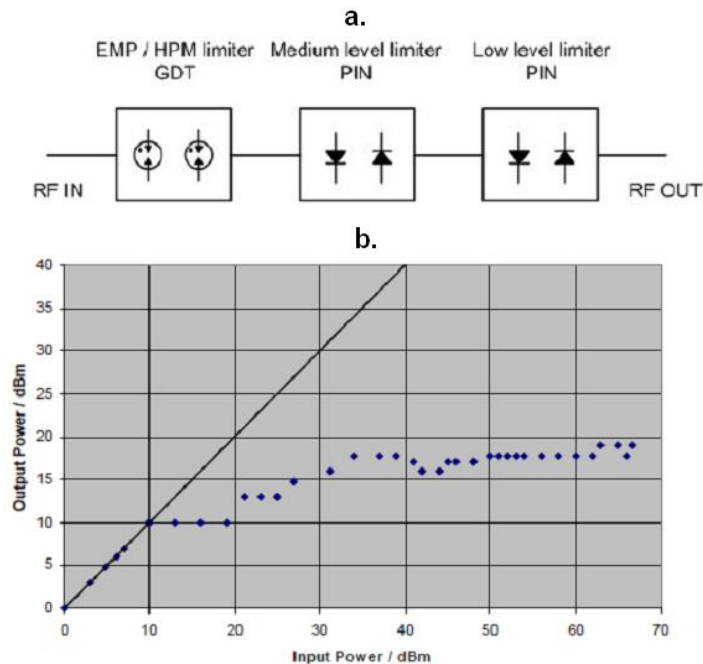 a.
EMP / HPM limiter Medium level limiter Low level limiter
GDT PIN PIN
RF IN RF OUT
b.
40
35
30
25
20
15
10
5
0
Output Power / dBm
0 10 20 30 40 50 60 70
Input Power / dBm